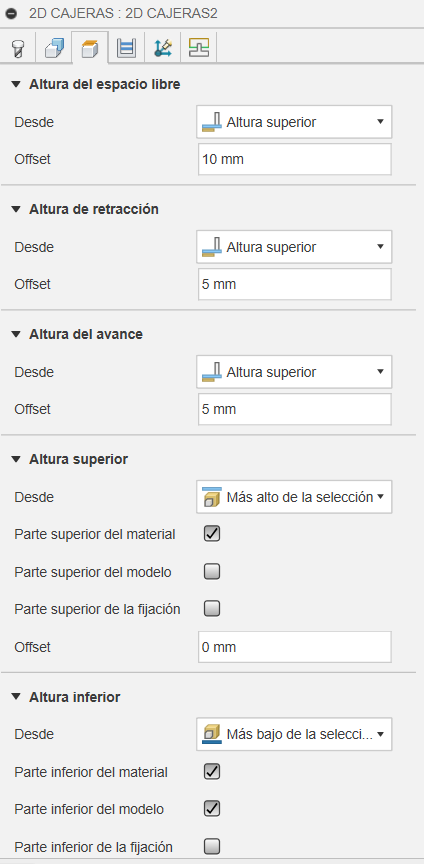 2D CAJERAS : 2D CAJERAS2
Altura del espacio libre
Desde Altura superior
Offset 10 mm
Altura de retracción
Desde Altura superior
Offset 5 mm
Altura del avance
Desde Altura superior
Offset 5 mm
Altura superior
Desde Más alto de la selección
Parte superior del material
Parte superior del modelo
Parte superior de la fijación
Offset 0 mm
Altura inferior
Desde Más bajo de la selecci...
Parte inferior del material
Parte inferior del modelo
Parte inferior de la fijación